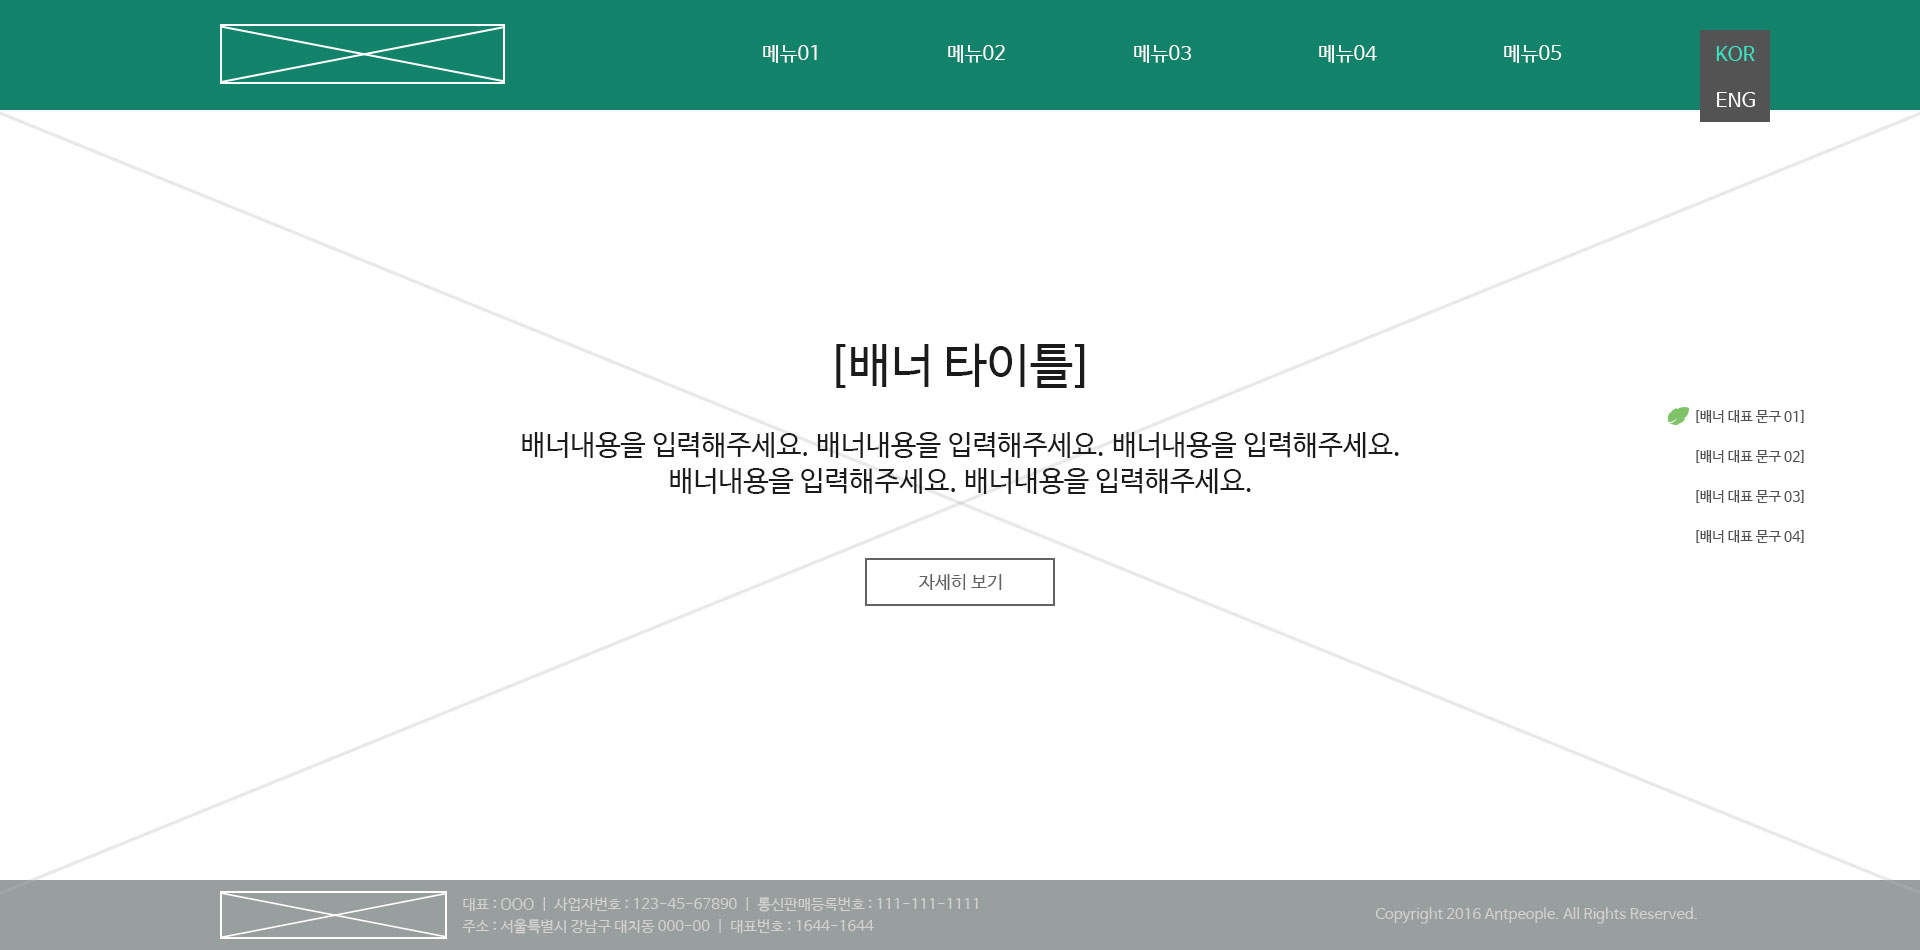 메뉴01
메뉴02
메뉴03
메뉴04
메뉴05
KOR
ENG
[배너 타이틀]
배너내용을 입력해주세요. 배너내용을 입력해주세요. 배너내용을 입력해주세요.
배너내용을 입력해주세요. 배너내용을 입력해주세요.
자세히 보기
[배너 대표 문구 01]
[배너 대표 문구 02]
[배너 대표 문구 03]
[배너 대표 문구 04]
대표 : OOO | 사업자번호 : 123-45-67890 | 통신판매등록번호 : 111-111-1111
주소 : 서울특별시 강남구 대치동 000-00 | 대표번호 : 1644-1644
Copyright 2016 Antpeople. All Rights Reserved.